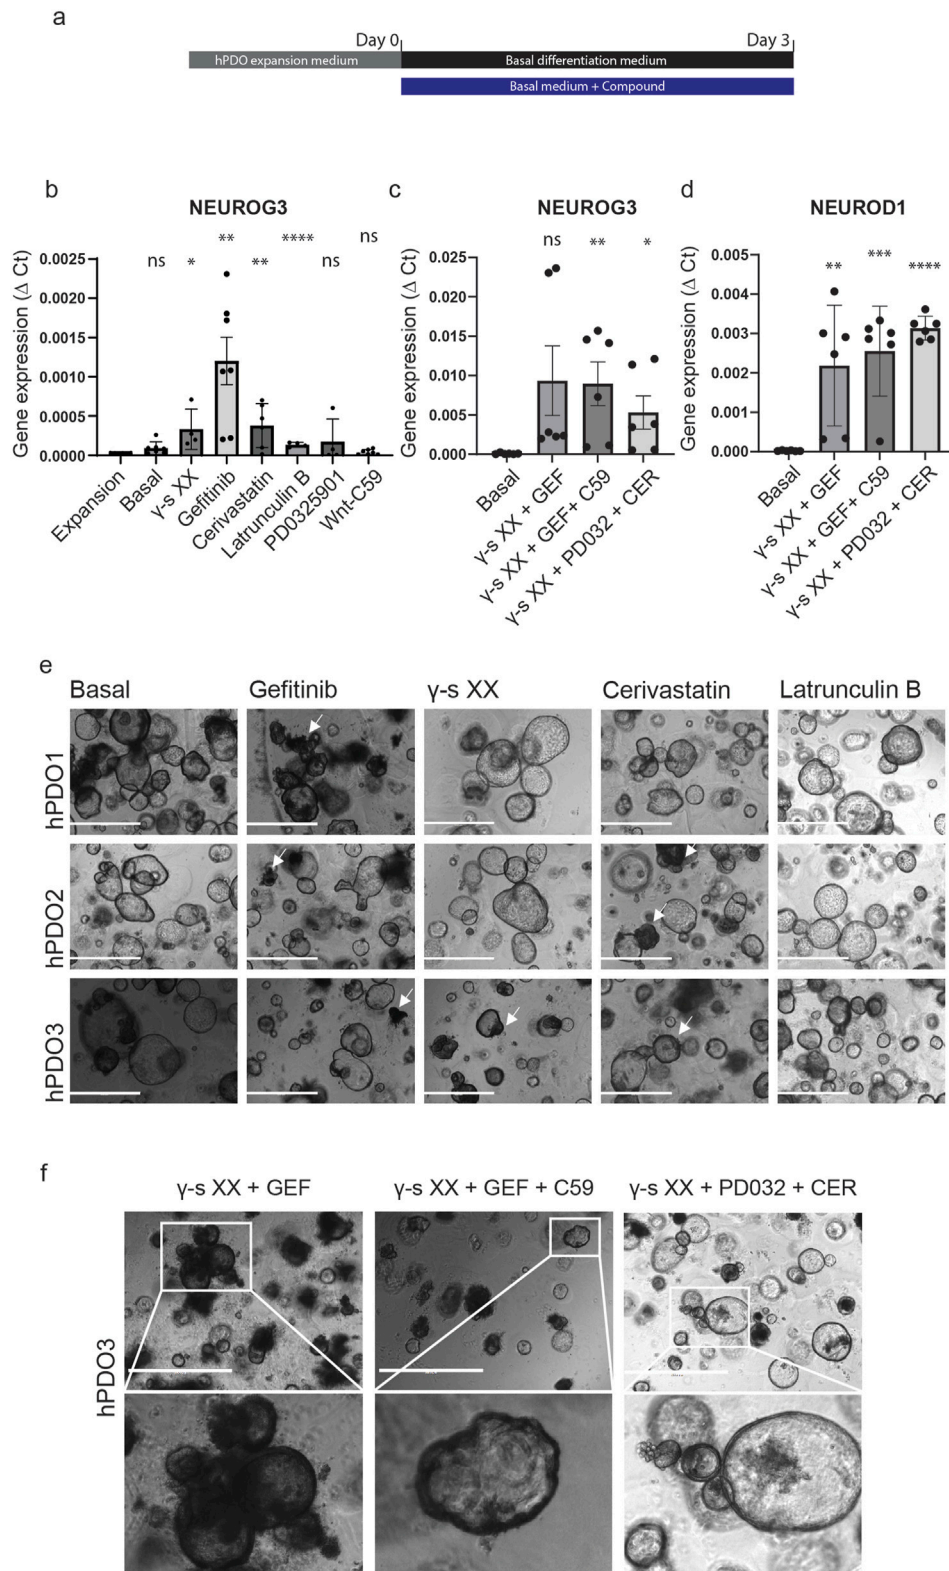 a
Day 0
Day 3
hPDO expansion medium
Basal differentiation medium
Basal medium + Compound
b
NEUROG3
Gene expression (Δ Ct)
0.0025
0.0020
0.0015
0.0010
0.0005
0.0000
ns
*
**
**
****
ns
ns
Expansion
Basal
γ-s XX
Gefitinib
Cerivastatin
Latrunculin B
PD0325901
Wnt-C59
c
NEUROG3
Gene expression (Δ Ct)
0.025
0.020
0.015
0.010
0.005
0.000
ns
**
*
Basal
γ-s XX + GEF
γ-s XX + GEF+ C59
γ-s XX + PD032 + CER
d
NEUROD1
Gene expression (Δ Ct)
0.005
0.004
0.003
0.002
0.001
0.000
**
***
****
Basal
γ-s XX + GEF
γ-s XX + GEF+ C59
γ-s XX + PD032 + CER
e
Basal
Gefitinib
γ-s XX
Cerivastatin
Latrunculin B
hPDO1
hPDO2
hPDO3
f
γ-s XX + GEF
γ-s XX + GEF + C59
γ-s XX + PD032 + CER
hPDO3